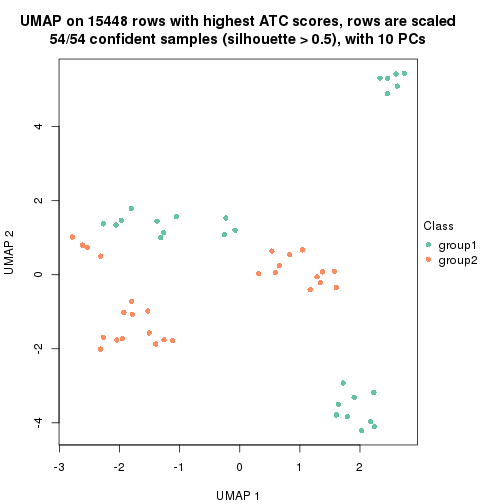 UMAP on 15448 rows with highest ATC scores, rows are scaled
54/54 confident samples (silhouette > 0.5), with 10 PCs
4
2
0
-2
-4
UMAP 2
-3
-2
-1
0
1
2
UMAP 1
Class
group1
group2